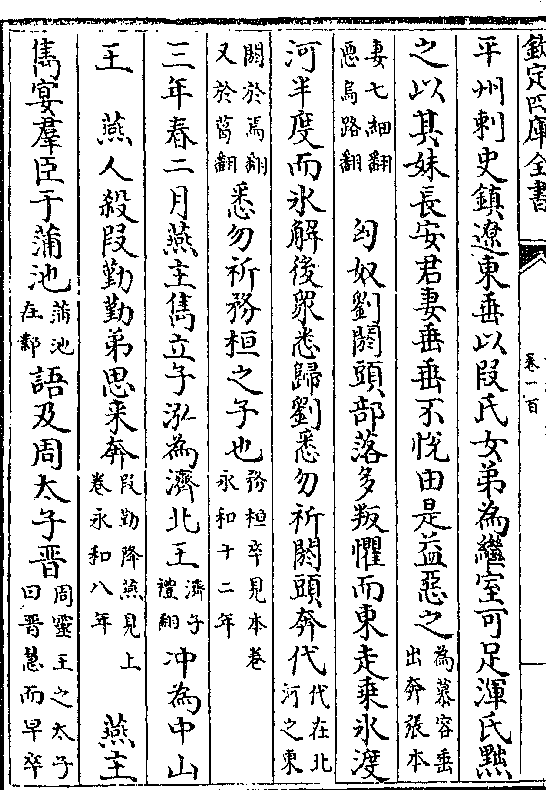 欽定四庫全書
卷一百
平州刺史鎮遼東垂以段氏女弟為繼室可足渾氏黜
之以其妹長安君妻垂垂不悅由是益惡之為慕容垂出奔張本
妻七細翻惡烏路翻 匈奴劉閼頭部落多叛懼而東走乗氷渡
河半度而氷解後衆悉歸劉悉勿祈閼頭奔代代在北河之東
閼於焉翻又於葛翻悉勿祈務桓之子也務桓卒見本卷永和十二年
三年春二月燕主雋立子泓為濟北王濟子禮翻冲為中山
王 燕人殺段勤勤弟思来奔段勤降燕見上卷永和八年 燕主
雋宴羣臣于蒲池蒲池在鄴語及周太子晉周靈王之太子曰晉慧而早卒